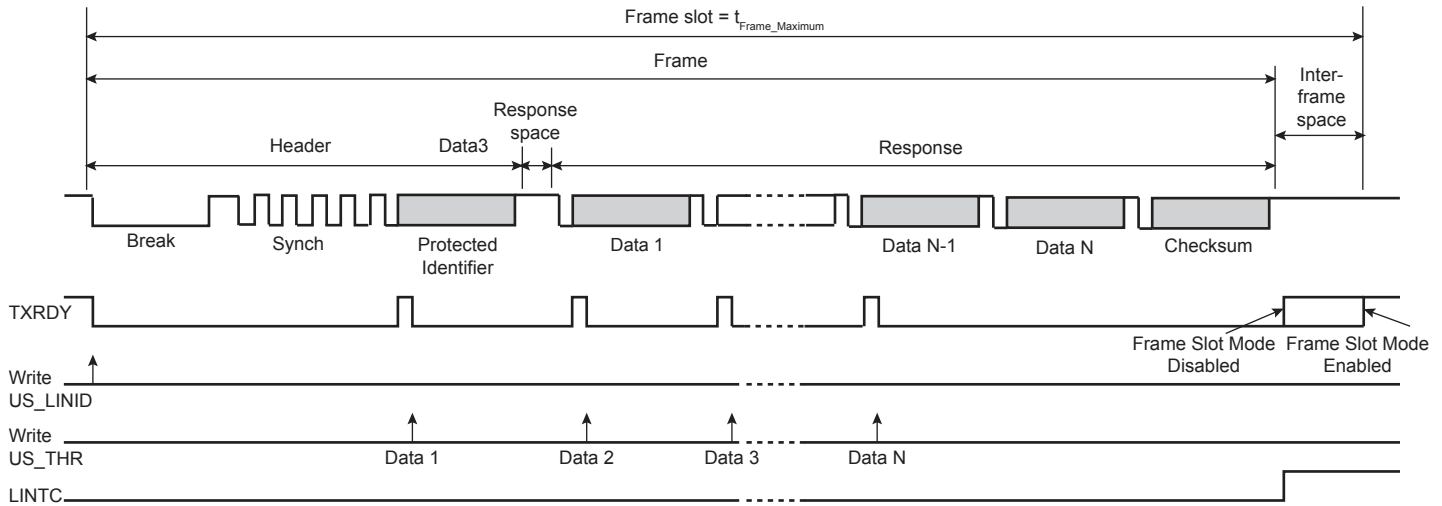 Frame slot = tFrame_Maximum
Frame
Inter-
frame
space
Response
space
Header
Data3
Response
Break
Synch
Protected
Identifier
Data 1
Data N-1
Data N
Checksum
TXRDY
Frame Slot Mode
Disabled
Frame Slot Mode
Enabled
Write
US_LINID
Write
US_THR
Data 1
Data 2
Data 3
Data N
LINTC